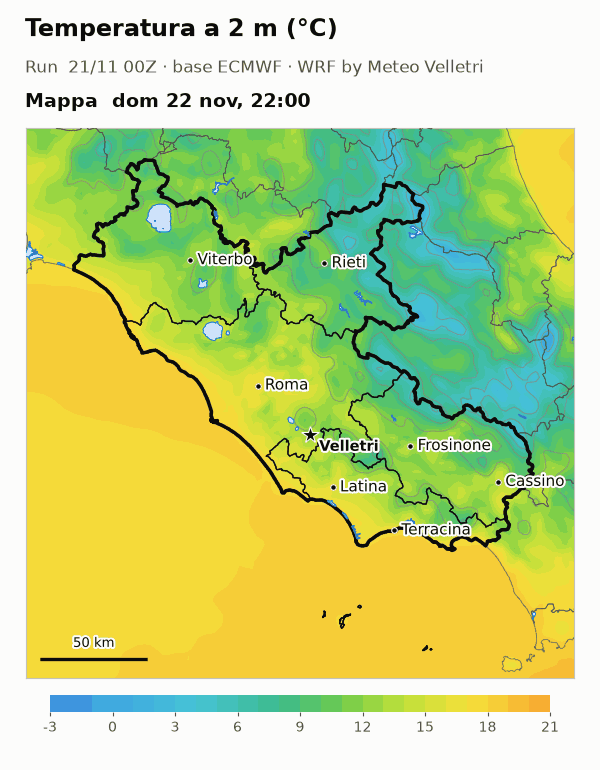 Temperatura a 2 m (°C)
Run 21/11 00Z · base ECMWF · WRF by Meteo Velletri
Mappa dom 22 nov, 22:00
Viterbo
Rieti
Roma
Velletri
Frosinone
Cassino
Latina
Terracina
50 km
-3 0 3 6 9 12 15 18 21